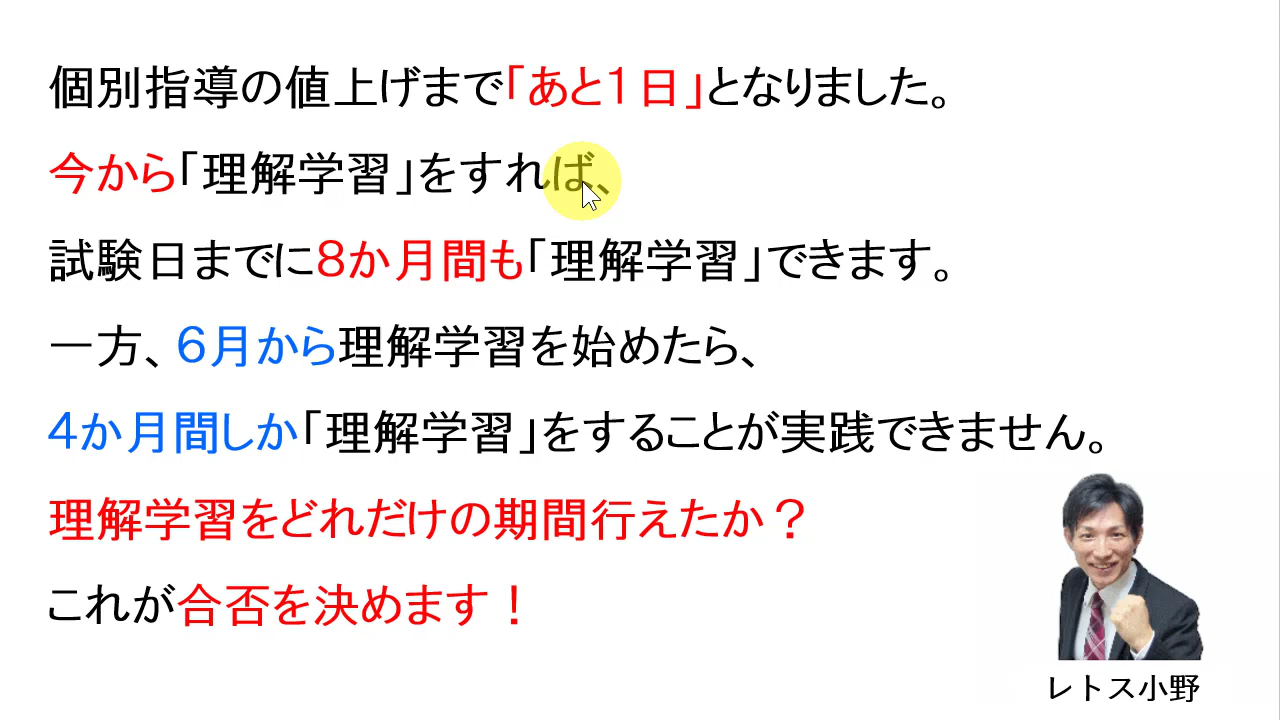 個別指導の値上げまで「あと1日」となりました。
今から「理解学習」をすれば、
試験日までに8か月間も「理解学習」できます。
一方、6月から理解学習を始めたら、
4か月間しか「理解学習」をすることが実践できません。
理解学習をどれだけの期間行えたか？
これが合否を決めます！
レトス小野